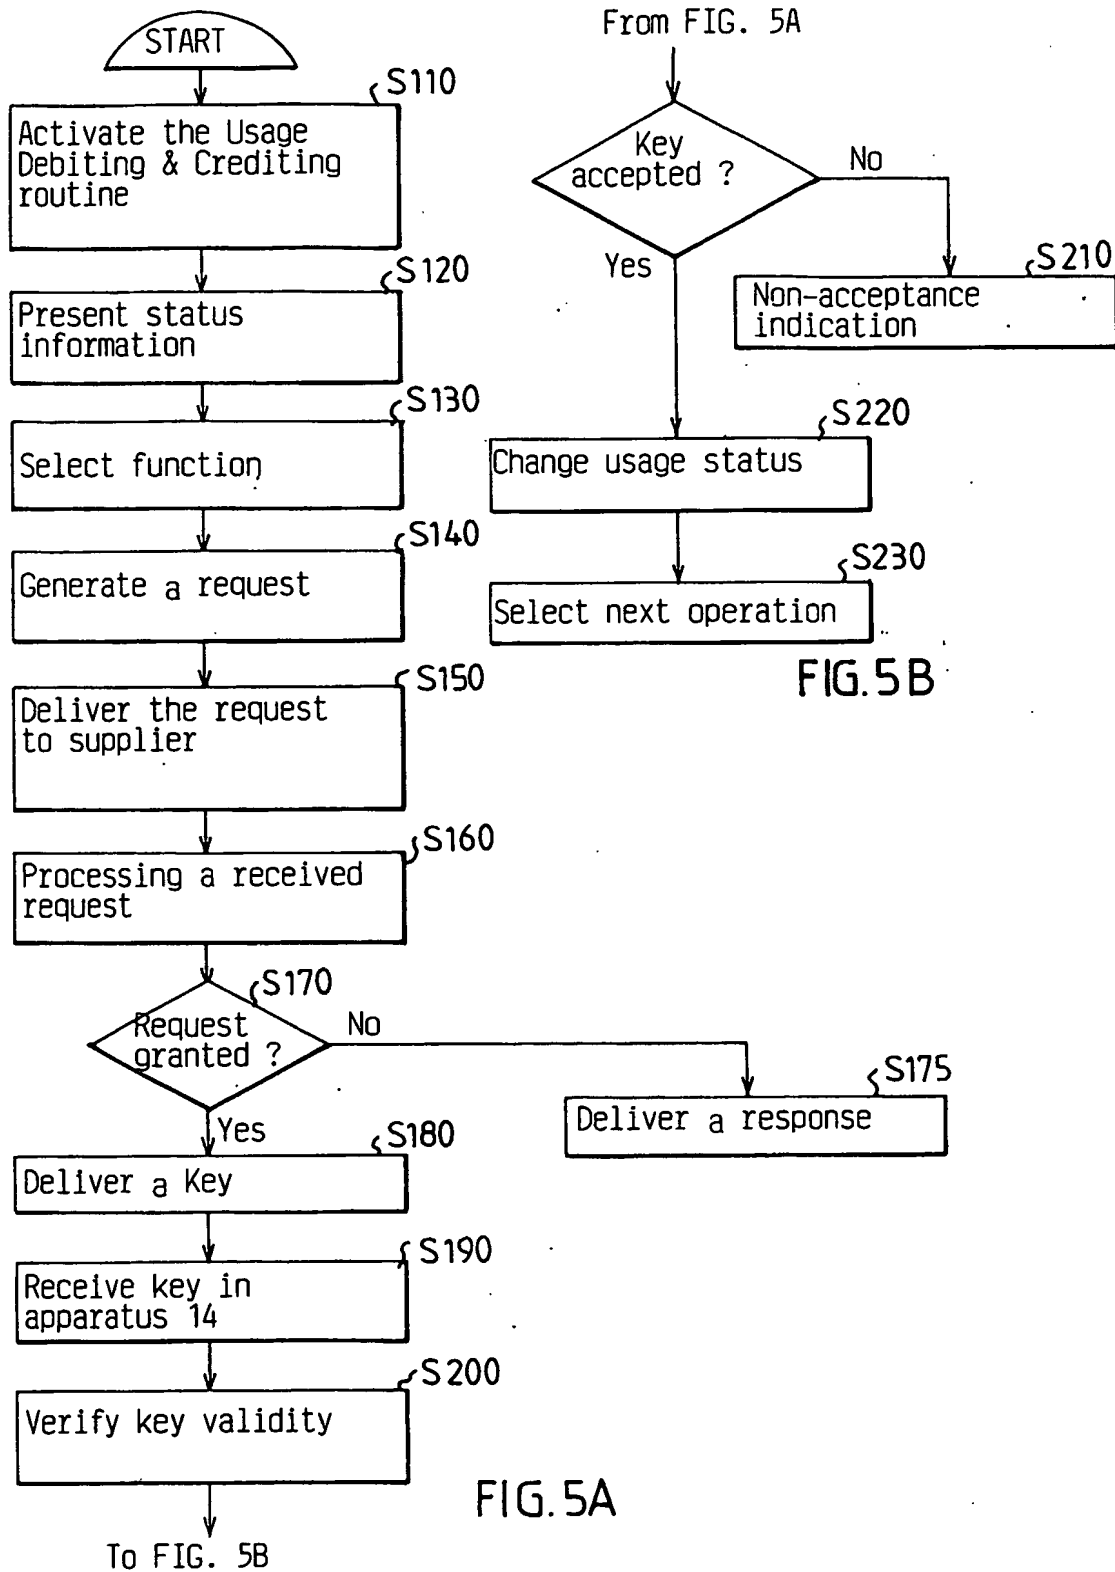 START
S110
Activate the Usage
Debiting & Crediting
routine
S120
Present status
information
S130
Select function
S140
Generate a request
S150
Deliver the request
to supplier
S160
Processing a received
request
S170
Request
granted ?
No
S175
Deliver a response
Yes
S180
Deliver a Key
S190
Receive key in
apparatus 14
S200
Verify key validity
FIG. 5A
To FIG. 5B
From FIG. 5A
Key
accepted ?
No
Yes
S210
Non-acceptance
indication
S220
Change usage status
S230
Select next operation
FIG. 5B